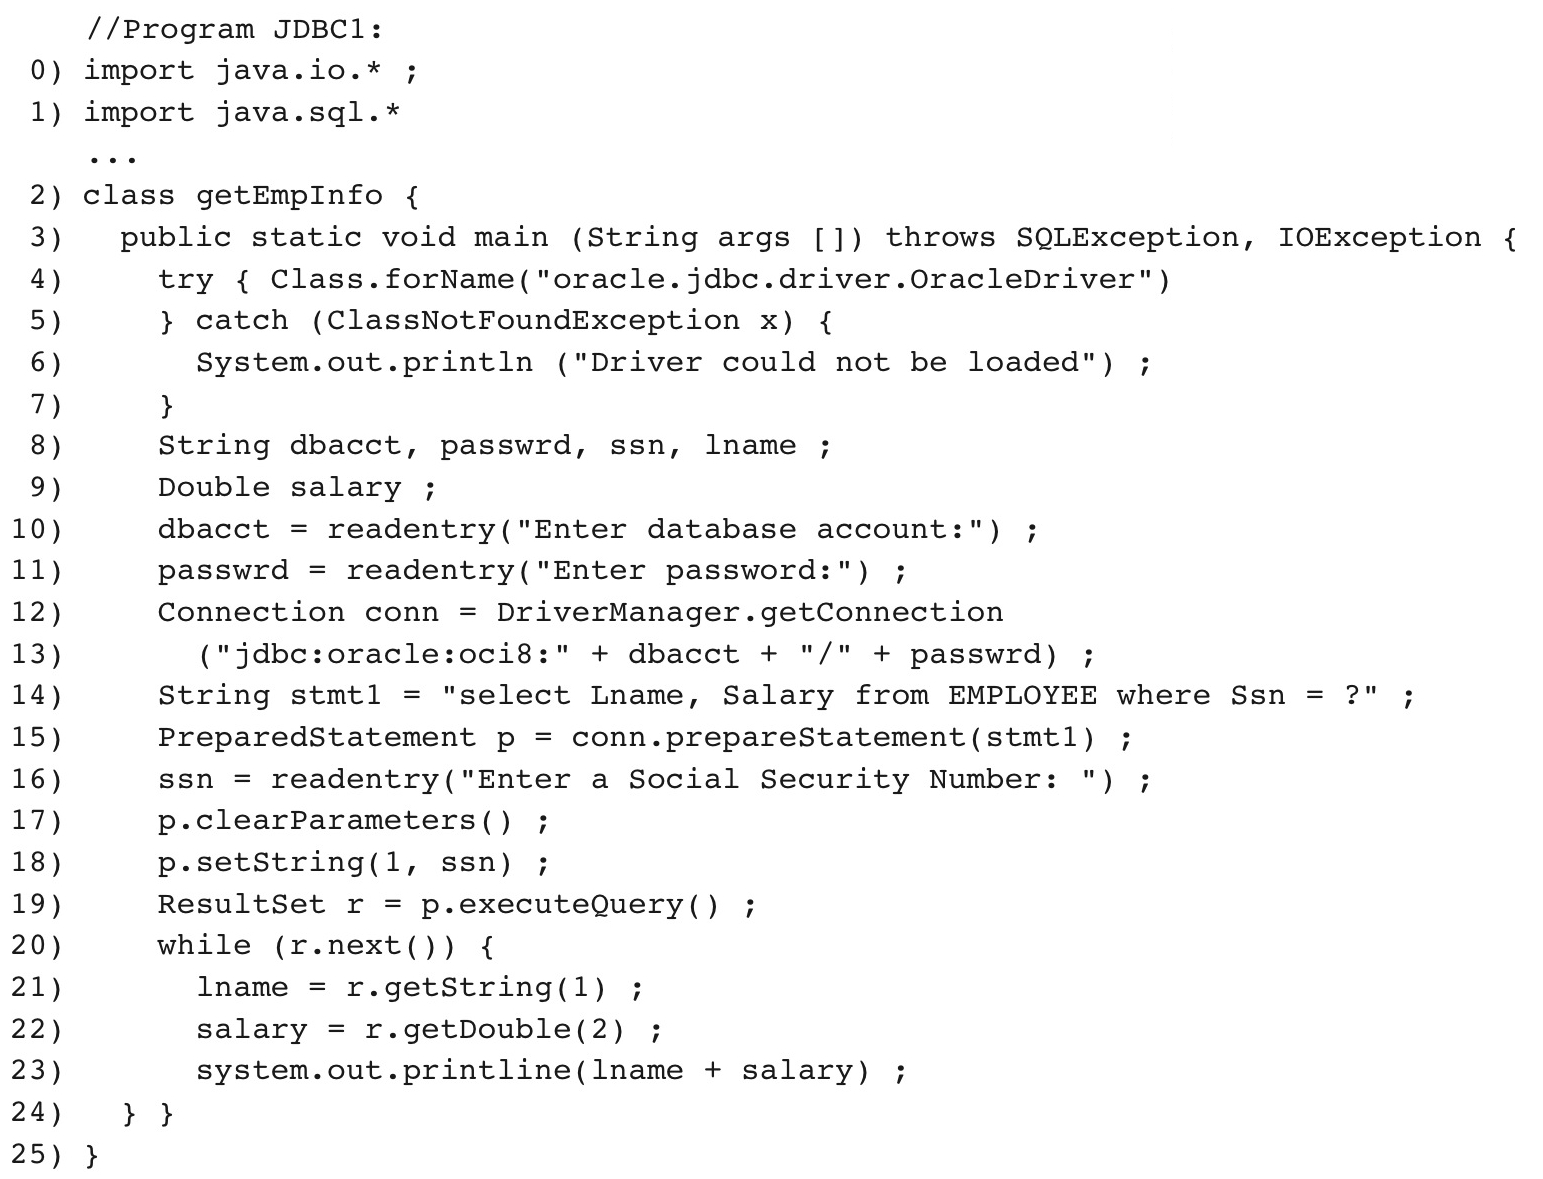 //Program JDBC1:
0) import java.io.* ;
1) import java.sql.*
...
2) class getEmpInfo {
3) public static void main (String args []) throws SQLException, IOException {
4) try { Class.forName("oracle.jdbc.driver.OracleDriver")
5) } catch (ClassNotFoundException x) {
6) System.out.println ("Driver could not be loaded") ;
7) }
8) String dbacct, passwrd, ssn, lname ;
9) Double salary ;
10) dbacct = readentry("Enter database account:") ;
11) passwrd = readentry("Enter password:") ;
12) Connection conn = DriverManager.getConnection
13) ("jdbc:oracle:oci8:" + dbacct + "/" + passwrd) ;
14) String stmt1 = "select Lname, Salary from EMPLOYEE where Ssn = ?" ;
15) PreparedStatement p = conn.prepareStatement(stmt1) ;
16) ssn = readentry("Enter a Social Security Number: ") ;
17) p.clearParameters() ;
18) p.setString(1, ssn) ;
19) ResultSet r = p.executeQuery() ;
20) while (r.next()) {
21) lname = r.getString(1) ;
22) salary = r.getDouble(2) ;
23) system.out.printline(lname + salary) ;
24) } }
25) }